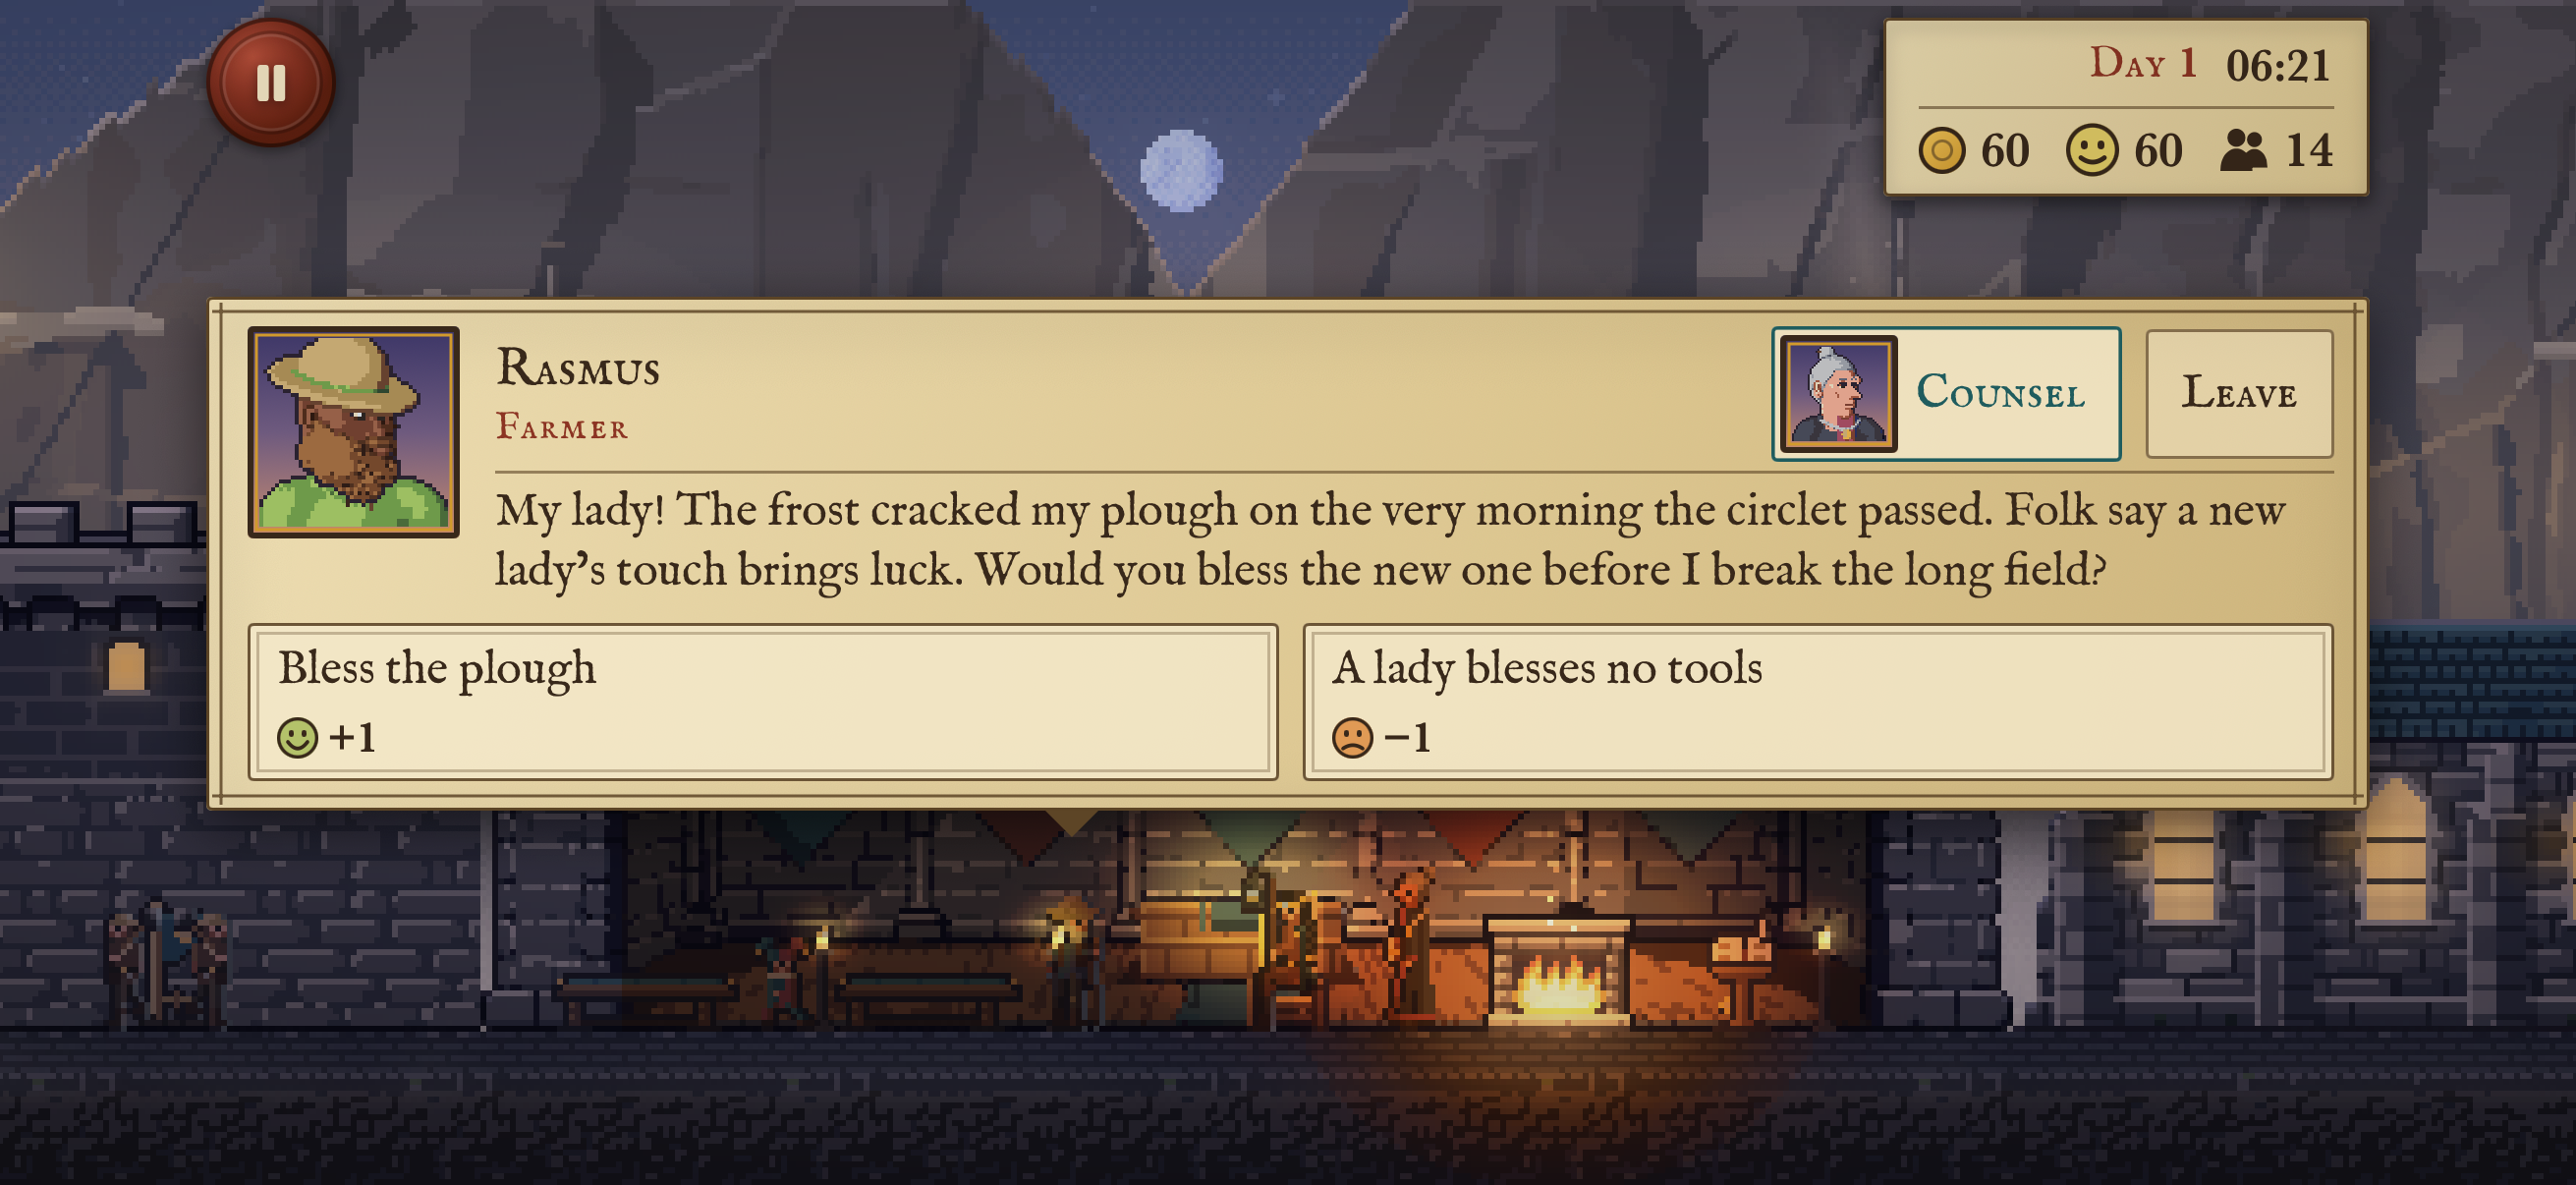 Day 1 06:21
60 60 14
Rasmus
Farmer
Counsel
Leave
My lady! The frost cracked my plough on the very morning the circlet passed. Folk say a new
lady's touch brings luck. Would you bless the new one before I break the long field?
Bless the plough
+1
A lady blesses no tools
−1